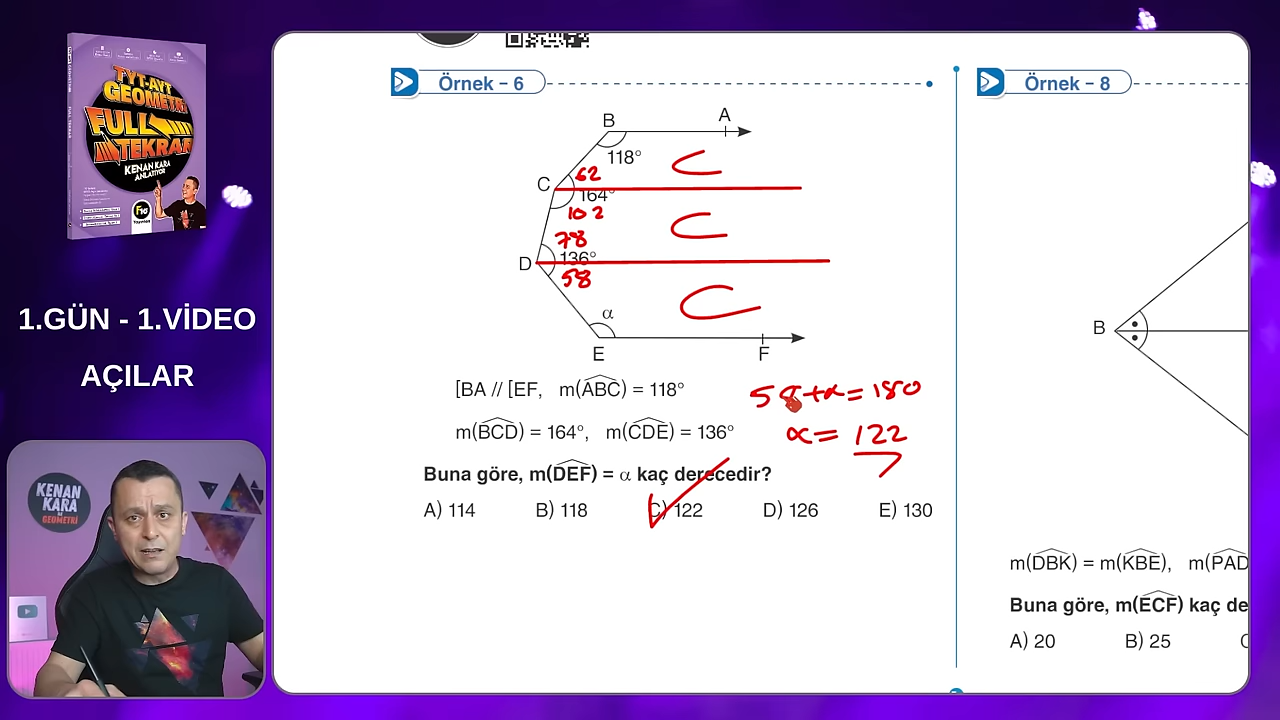 TYT-AYT
GEOMETRİ
FULL
TEKRAR
KENAN KARA
ANLATIYOR
1.GÜN - 1.VİDEO
AÇILAR
KENAN
KARA
GEOMETRİ
Örnek – 6
B
A
118°
C
62
164°
102
C
C
78
D
136°
58
C
α
E
F
[BA // [EF, m(ABC) = 118°
m(BCD) = 164°, m(CDE) = 136°
58+α=180
α= 122
Buna göre, m(DEF) = α kaç derecedir?
A) 114 B) 118 C) 122 D) 126 E) 130
Örnek – 8
B
m(DBK) = m(KBE), m(PAD
Buna göre, m(ECF) kaç de
A) 20 B) 25